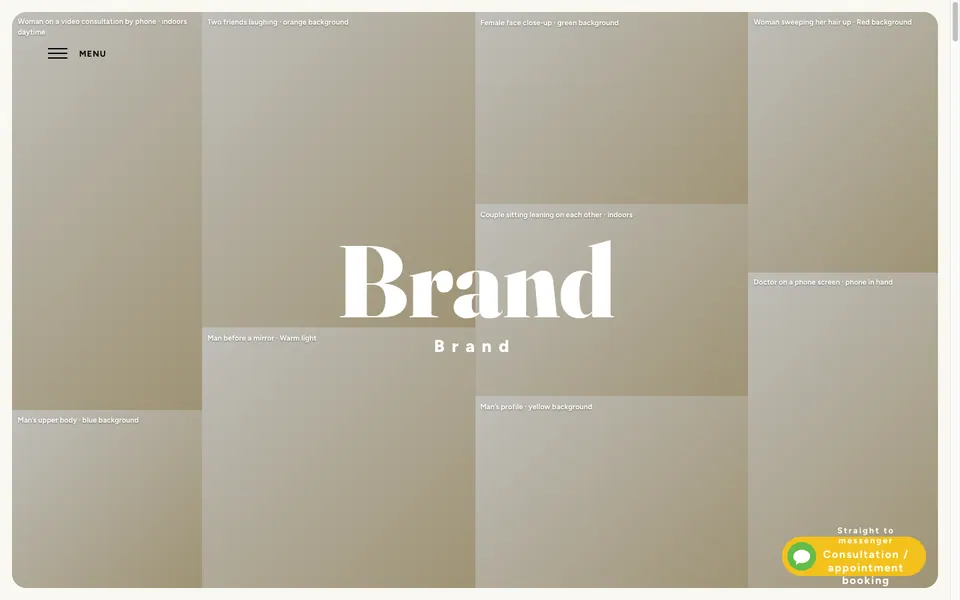 Woman on a video consultation by phone · indoors
daytime
Two friends laughing · orange background
Female face close-up · green background
Woman sweeping her hair up · Red background
MENU
Couple sitting leaning on each other · indoors
Brand
Brand
Doctor on a phone screen · phone in hand
Man before a mirror · Warm light
Man's profile · yellow background
Man's upper body · blue background
Straight to
messenger
Consultation /
appointment
booking